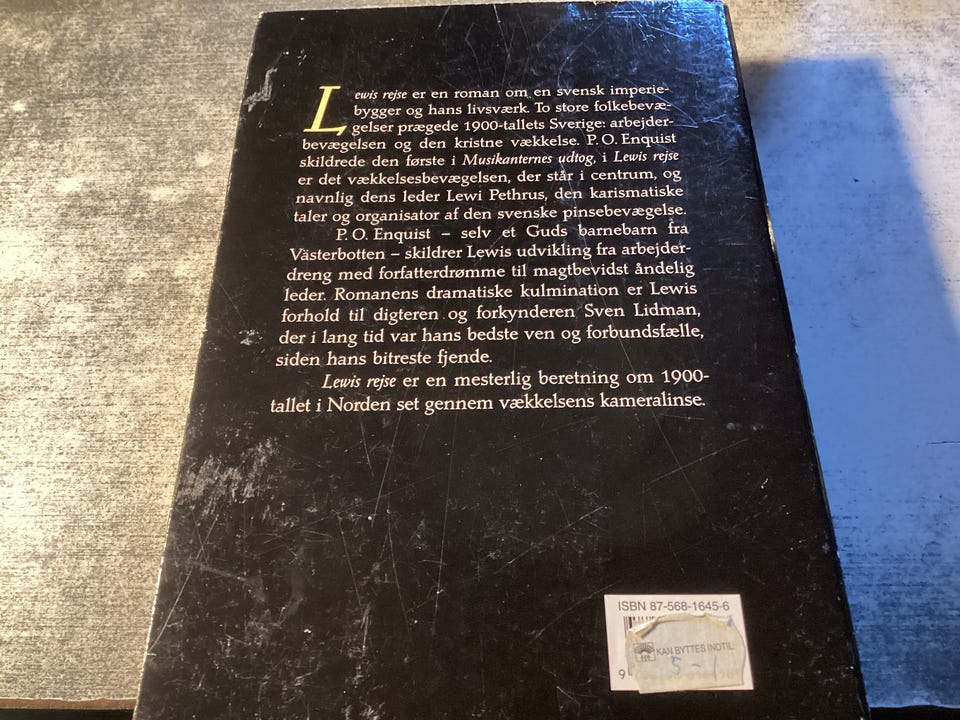 Lewis rejse er en roman om en svensk imperie-
bygger og hans livsværk. To store folkebevæ-
gelser prægede 1900-tallets Sverige: arbejder-
bevægelsen og den kristne vækkelse. P. O. Enquist
skildrede den første i Musikanternes udtog, i Lewis rejse
er det vækkelsesbevægelsen, der står i centrum, og
navnlig dens leder Lewi Pethrus, den karismatiske
taler og organisator af den svenske pinsebevægelse.
P. O. Enquist – selv et Guds barnebarn fra
Västerbotten – skildrer Lewis udvikling fra arbejder-
dreng med forfatterdrømme til magtbevidst åndelig
leder. Romanens dramatiske kulmination er Lewis
forhold til digteren og forkynderen Sven Lidman,
der i lang tid var hans bedste ven og forbundsfælle,
siden hans bitreste fjende.
Lewis rejse er en mesterlig beretning om 1900-
tallet i Norden set gennem vækkelsens kameralinse.
ISBN 87-568-1645-6
KAN BYTTES INDTIL
5 - 1
9